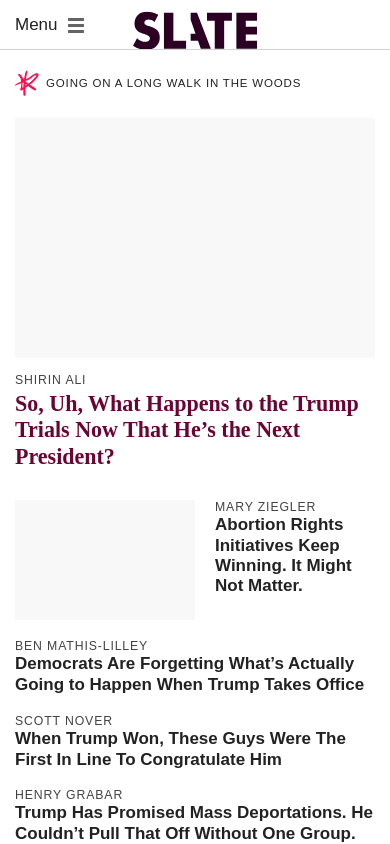 Menu
SLATE
GOING ON A LONG WALK IN THE WOODS
SHIRIN ALI
So, Uh, What Happens to the Trump
Trials Now That He’s the Next
President?
MARY ZIEGLER
Abortion Rights
Initiatives Keep
Winning. It Might
Not Matter.
BEN MATHIS-LILLEY
Democrats Are Forgetting What’s Actually
Going to Happen When Trump Takes Office
SCOTT NOVER
When Trump Won, These Guys Were The
First In Line To Congratulate Him
HENRY GRABAR
Trump Has Promised Mass Deportations. He
Couldn’t Pull That Off Without One Group.